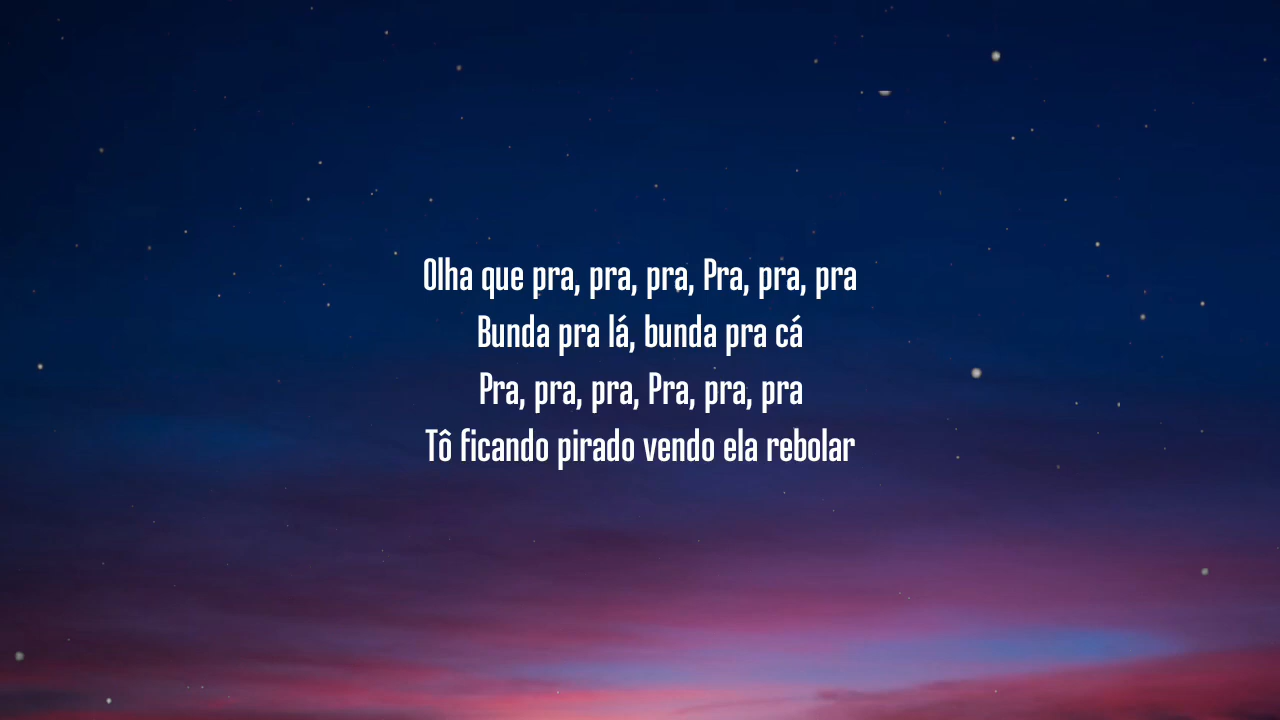 Olha que pra, pra, pra, Pra, pra, pra
Bunda pra lá, bunda pra cá
Pra, pra, pra, Pra, pra, pra
Tô ficando pirado vendo ela rebolar